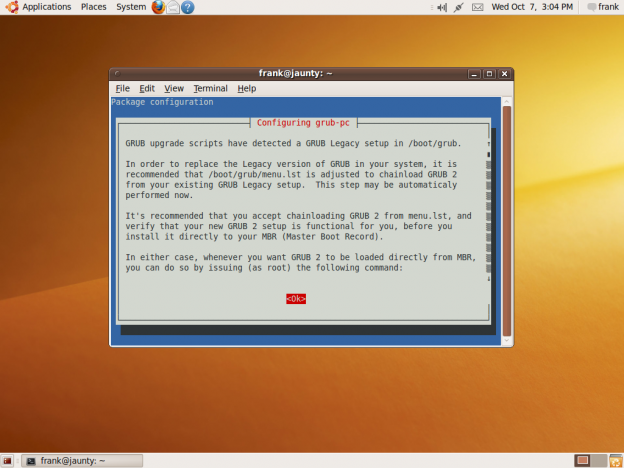 Applications Places System Wed Oct 7, 3:04 PM frank
frank@jaunty: ~
File Edit View Terminal Help
Package configuration
Configuring grub-pc
GRUB upgrade scripts have detected a GRUB Legacy setup in /boot/grub.
In order to replace the Legacy version of GRUB in your system, it is
recommended that /boot/grub/menu.lst is adjusted to chainload GRUB 2
from your existing GRUB Legacy setup.  This step may be automaticaly
performed now.
It's recommended that you accept chainloading GRUB 2 from menu.lst, and
verify that your new GRUB 2 setup is functional for you, before you
install it directly to your MBR (Master Boot Record).
In either case, whenever you want GRUB 2 to be loaded directly from MBR,
you can do so by issuing (as root) the following command:
<Ok>
frank@jaunty: ~